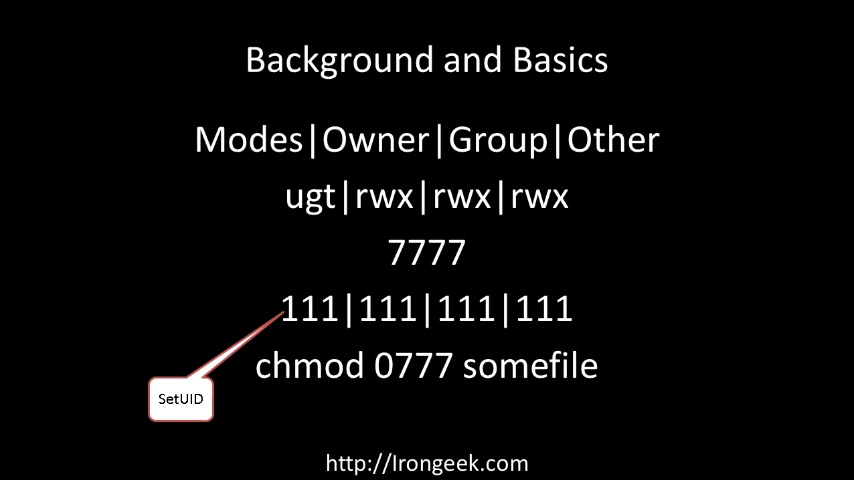 Background and Basics
Modes|Owner|Group|Other
ugt|rwx|rwx|rwx
7777
111|111|111|111
chmod 0777 somefile
SetUID
http://Irongeek.com